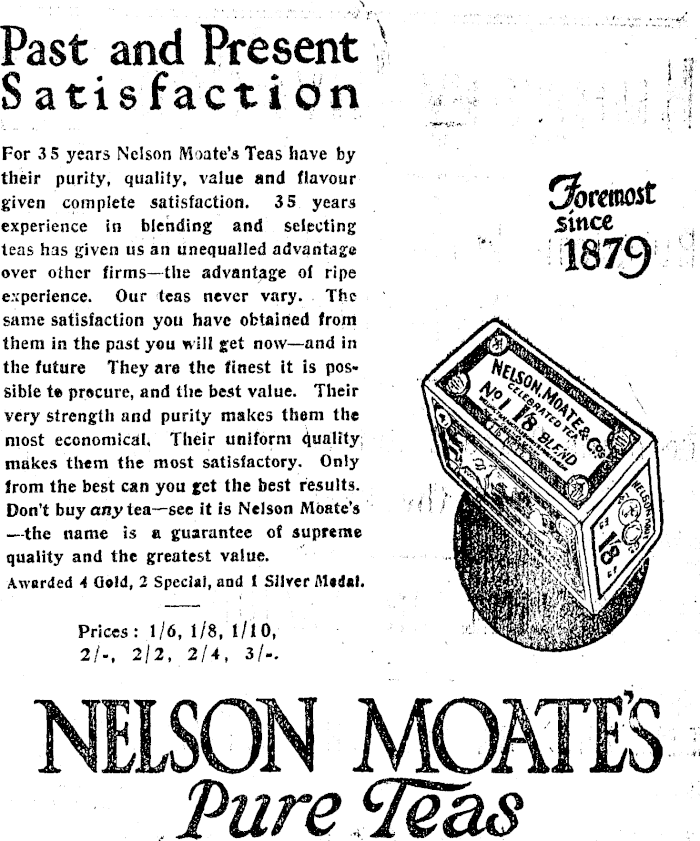 Past and Present
Satisfaction
For 35 years Nelson Moate's Teas have by
their purity, quality, value and flavour
given complete satisfaction. 35 years
experience in blending and selecting
teas has given us an unequalled advantage
over other firms—the advantage of ripe
experience. Our teas never vary. The
same satisfaction you have obtained from
them in the past you will get now—and in
the future They are the finest it is pos-
sible to procure, and the best value. Their
very strength and purity makes them the
most economical. Their uniform quality
makes them the most satisfactory. Only
from the best can you get the best results.
Don't buy any tea—see it is Nelson Moate's
—the name is a guarantee of supreme
quality and the greatest value.
Awarded 4 Gold, 2 Special, and 1 Silver Medal.
Prices: 1/6, 1/8, 1/10,
2/-, 2/2, 2/4, 3/-.
Foremost
since
1879
NELSON, MOATE & Cos
CELEBRATED TEA
No 1 1/8 BLEND
NELSON MOATE
1/8
NELSON MOATE'S
Pure Teas